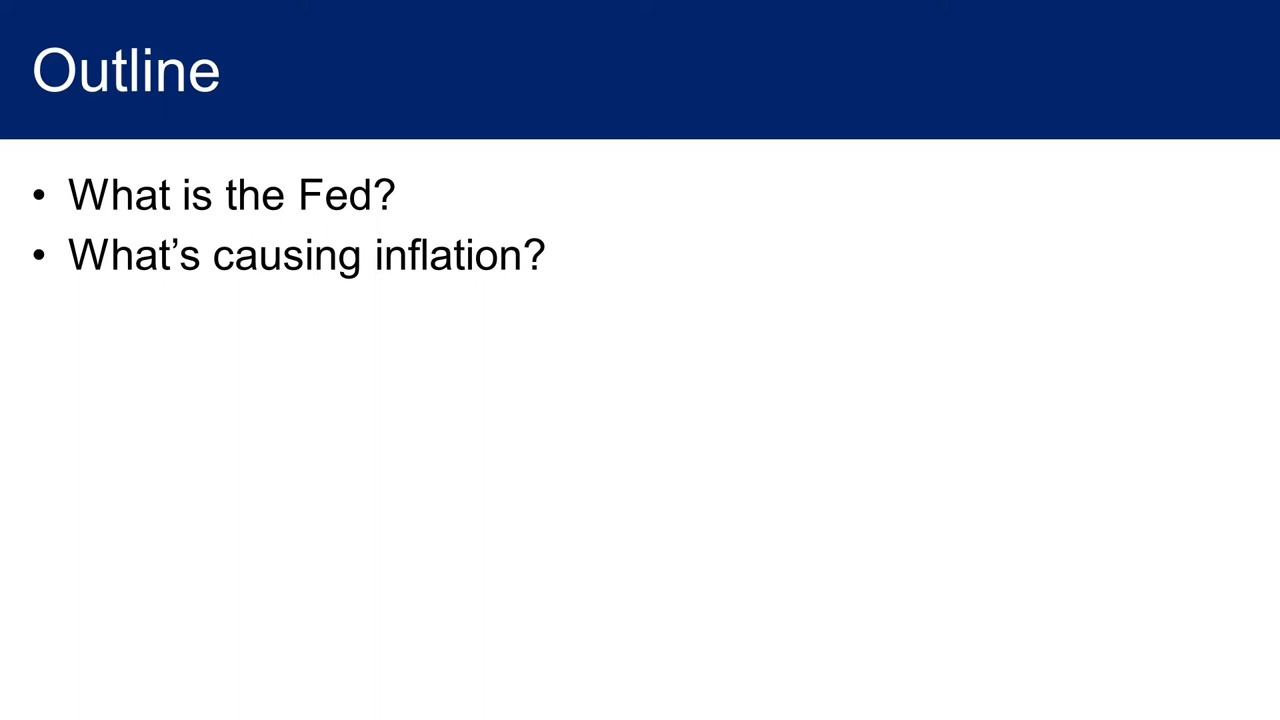 Outline
• What is the Fed?
• What’s causing inflation?